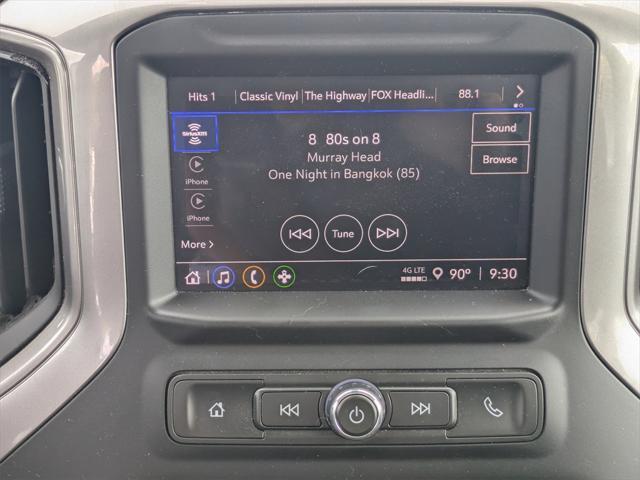 Hits 1 Classic Vinyl The Highway FOX Headli... 88.1
SiriusXM
8 80s on 8
Sound
Murray Head
Browse
One Night in Bangkok (85)
iPhone
iPhone
Tune
More
4G LTE
90° 9:30